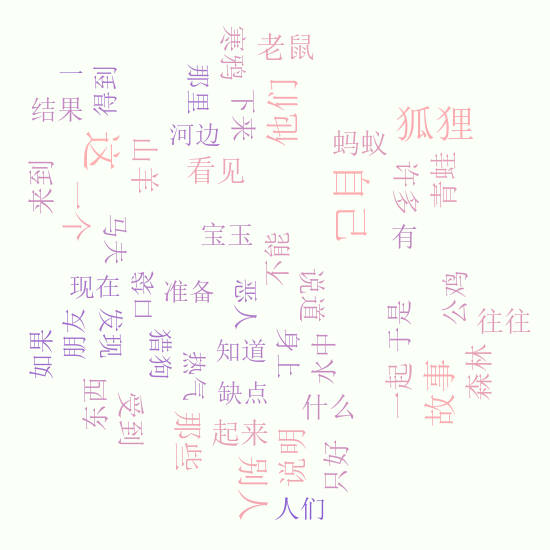 寒鸦
老鼠
一
觉得
那里
下来
他们
结果
河边
狐狸
这
山羊
看见
蚂蚁
来到
一个
自己
许多
青蛙
马夫
宝玉
不能
有
现在
袋口
准备
恶人
说道
公鸡
如果
朋友
发现
猎狗
知道
身上
水中
于是
往往
热气
缺点
一起
故事
森林
东西
受到
那些
起来
什么
别人
说明
只好
人们